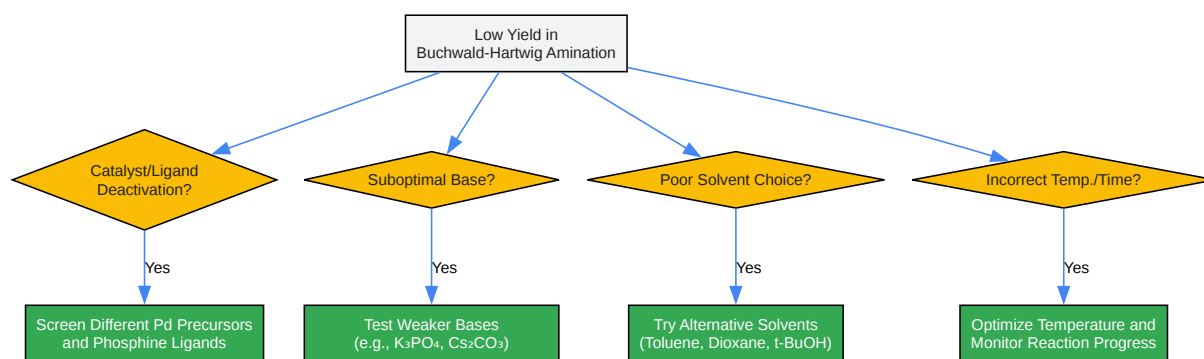 Low Yield in
Buchwald-Hartwig Amination
Catalyst/Ligand
Deactivation?
Suboptimal Base?
Poor Solvent Choice?
Incorrect Temp./Time?
Yes
Yes
Yes
Yes
Screen Different Pd Precursors
and Phosphine Ligands
Test Weaker Bases
(e.g., K₃PO₄, Cs₂CO₃)
Try Alternative Solvents
(Toluene, Dioxane, t-BuOH)
Optimize Temperature and
Monitor Reaction Progress